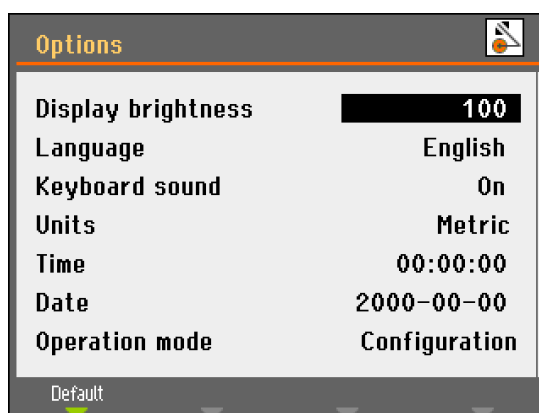 Options
Display brightness 100
Language English
Keyboard sound On
Units Metric
Time 00:00:00
Date 2000-00-00
Operation mode Configuration
Default